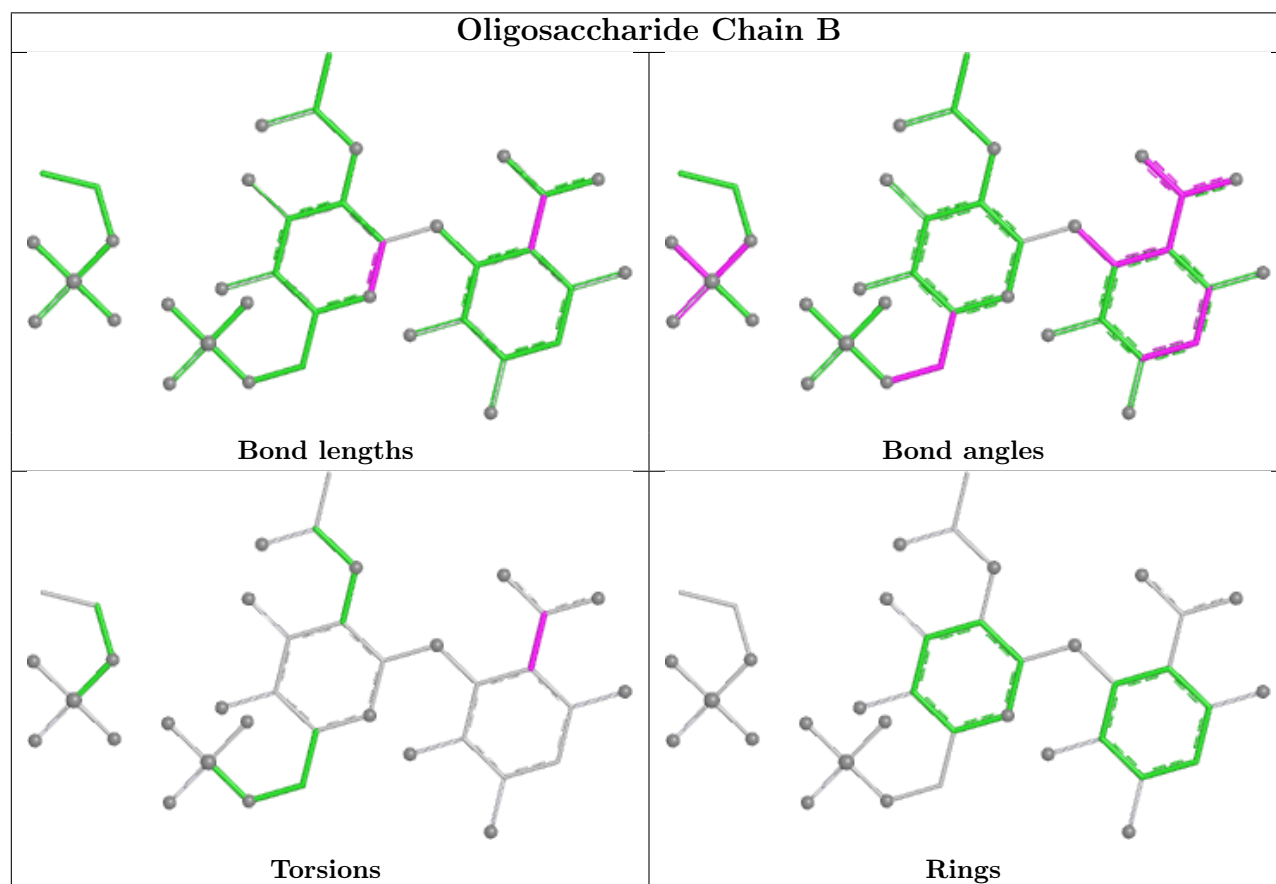 Oligosaccharide Chain B
Bond lengths
Bond angles
Torsions
Rings